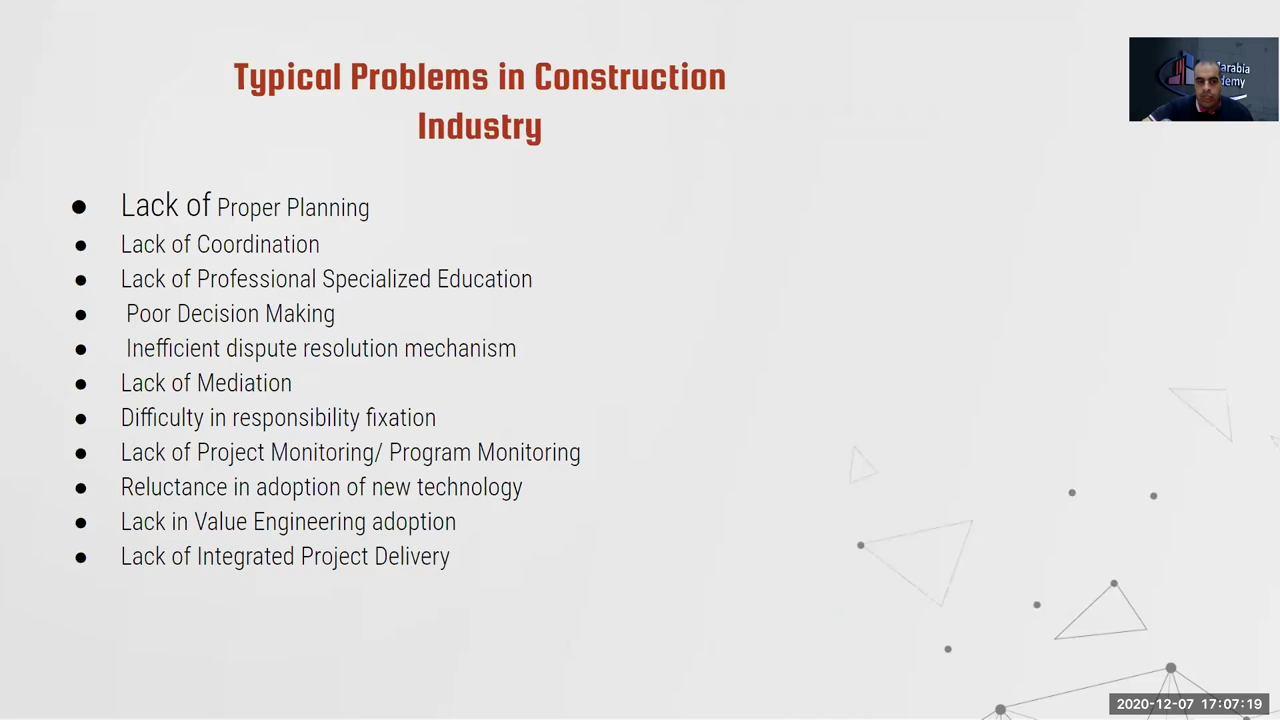 Typical Problems in Construction
Industry
arabia
demy
● Lack of Proper Planning
● Lack of Coordination
● Lack of Professional Specialized Education
● Poor Decision Making
● Inefficient dispute resolution mechanism
● Lack of Mediation
● Difficulty in responsibility fixation
● Lack of Project Monitoring/ Program Monitoring
● Reluctance in adoption of new technology
● Lack in Value Engineering adoption
● Lack of Integrated Project Delivery
2020-12-07 17:07:19